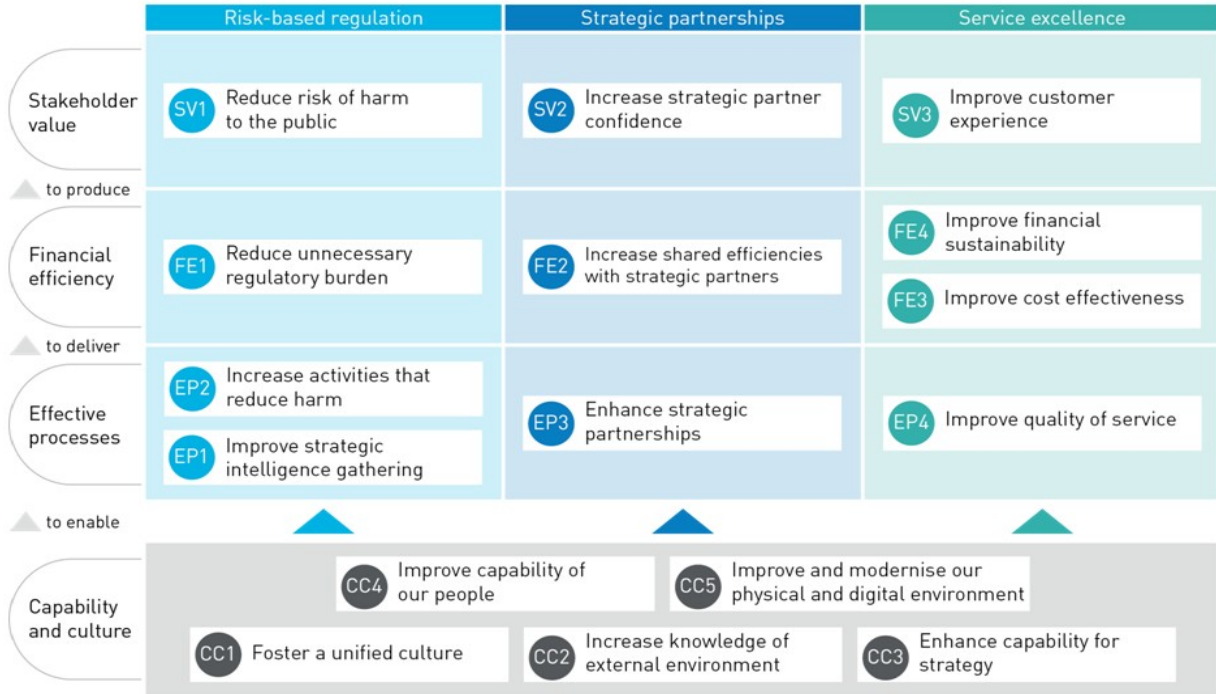 Risk-based regulation
Strategic partnerships
Service excellence
Stakeholder
value
SV1
Reduce risk of harm
to the public
SV2
Increase strategic partner
confidence
SV3
Improve customer
experience
to produce
Financial
efficiency
FE1
Reduce unnecessary
regulatory burden
FE2
Increase shared efficiencies
with strategic partners
FE4
Improve financial
sustainability
FE3
Improve cost effectiveness
to deliver
Effective
processes
EP2
Increase activities that
reduce harm
EP1
Improve strategic
intelligence gathering
EP3
Enhance strategic
partnerships
EP4
Improve quality of service
to enable
Capability
and culture
CC4
Improve capability of
our people
CC5
Improve and modernise our
physical and digital environment
CC1
Foster a unified culture
CC2
Increase knowledge of
external environment
CC3
Enhance capability for
strategy